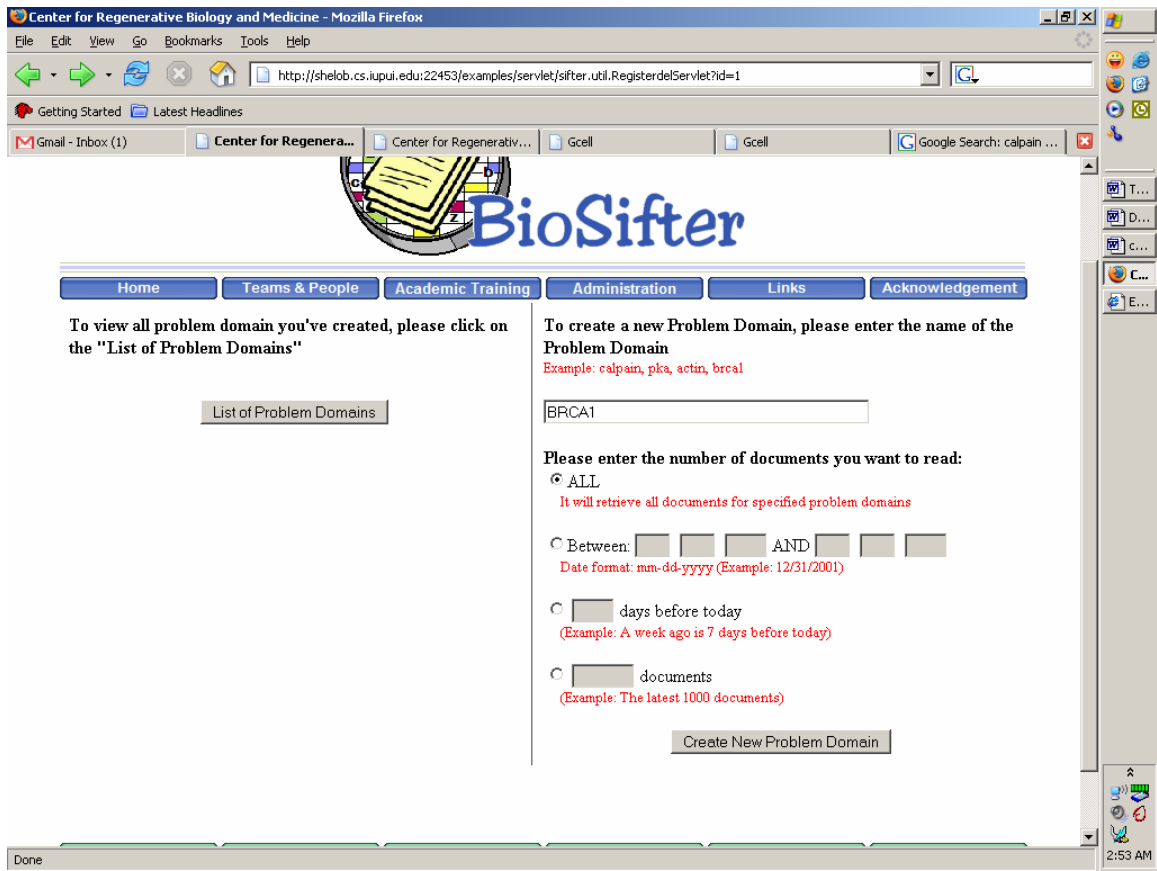 Center for Regenerative Biology and Medicine - Mozilla Firefox
File Edit View Go Bookmarks Tools Help
http://shelob.cs.iupui.edu:22453/examples/servlet/sifter.util.RegisterdelServlet?id=1
G
Getting Started Latest Headlines
Gmail - Inbox (1) Center for Regenera... Center for Regenerativ... Gcell Gcell Google Search: calpain ...
c b z
BioSifter
Home Teams & People Academic Training Administration Links Acknowledgement
To view all problem domain you've created, please click on
the "List of Problem Domains"
List of Problem Domains
To create a new Problem Domain, please enter the name of the
Problem Domain
Example: calpain, pka, actin, brca1
BRCA1
Please enter the number of documents you want to read:
ALL
It will retrieve all documents for specified problem domains
Between: AND
Date format: mm-dd-yyyy (Example: 12/31/2001)
days before today
(Example: A week ago is 7 days before today)
documents
(Example: The latest 1000 documents)
Create New Problem Domain
Done
T...
D...
c...
C...
E...
2:53 AM